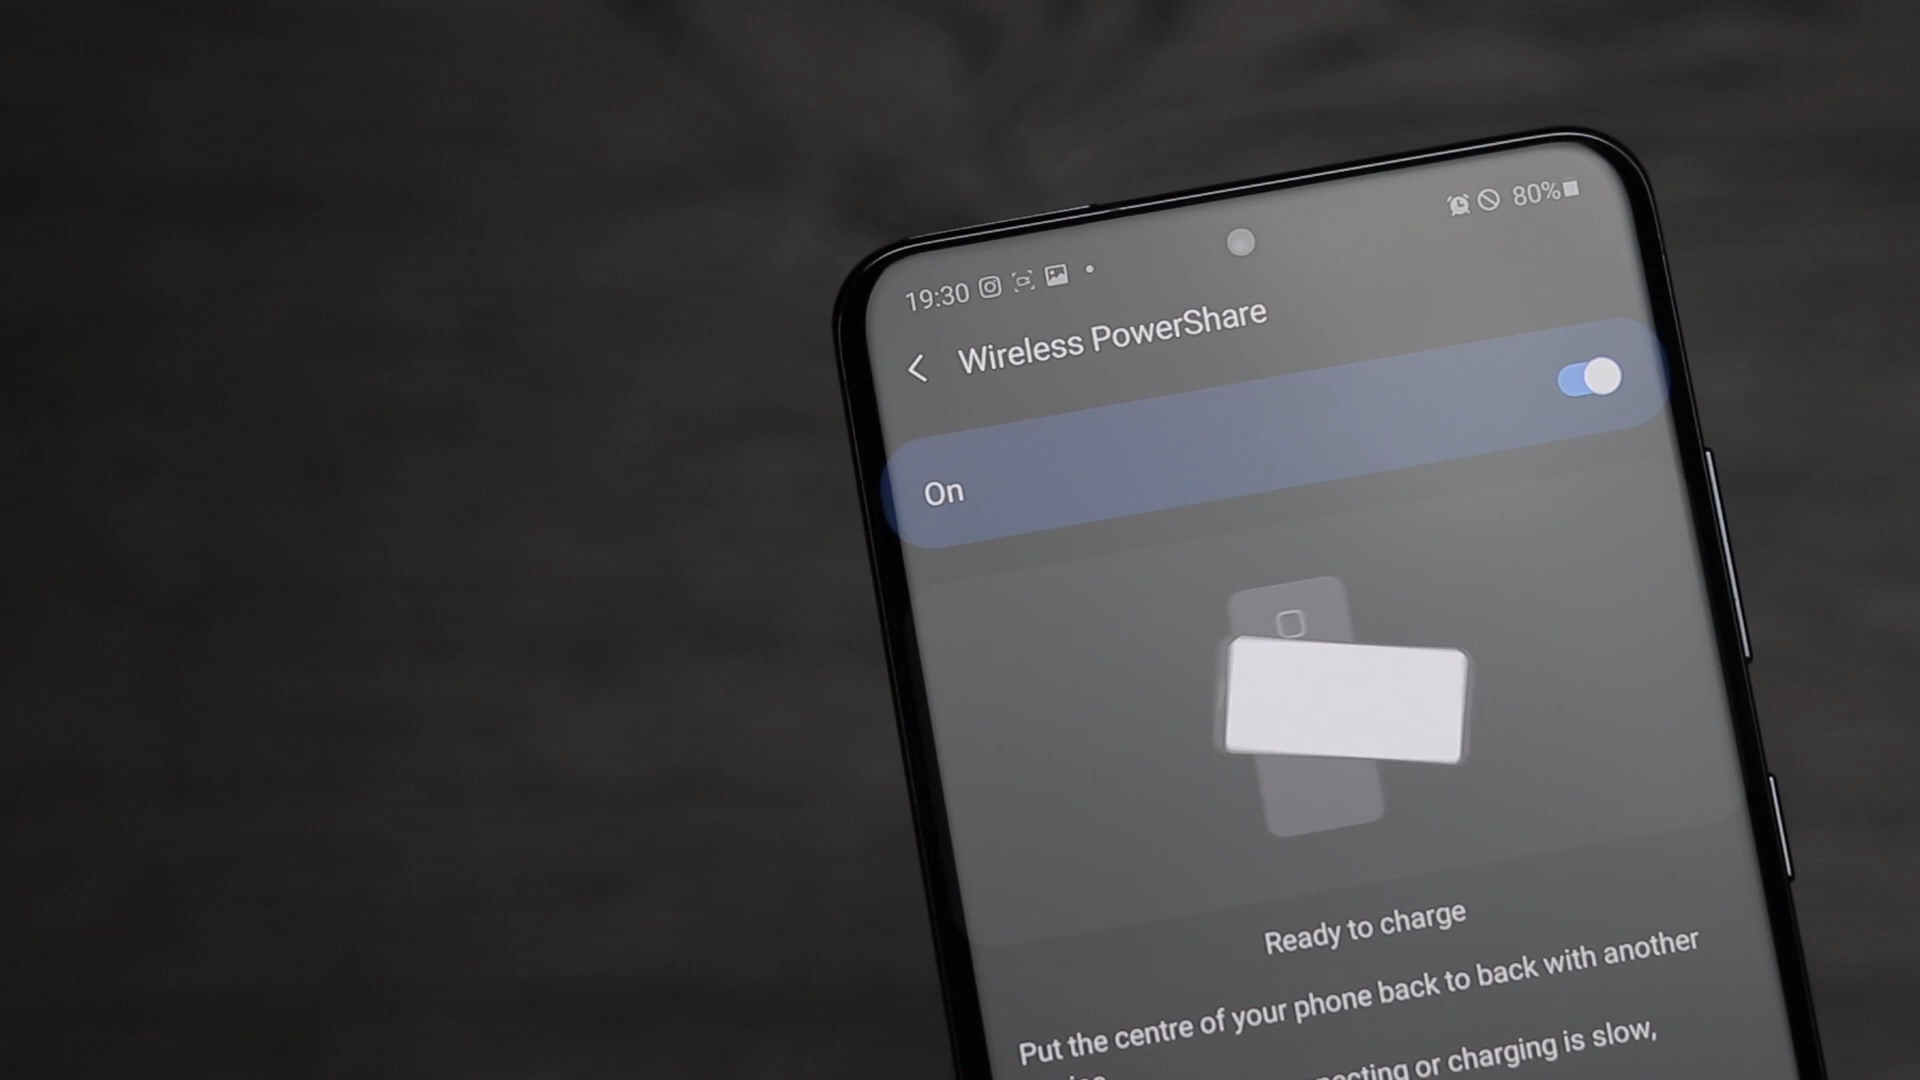 19:30
80%
Wireless PowerShare
On
Ready to charge
Put the centre of your phone back to back with another
or charging is slow,